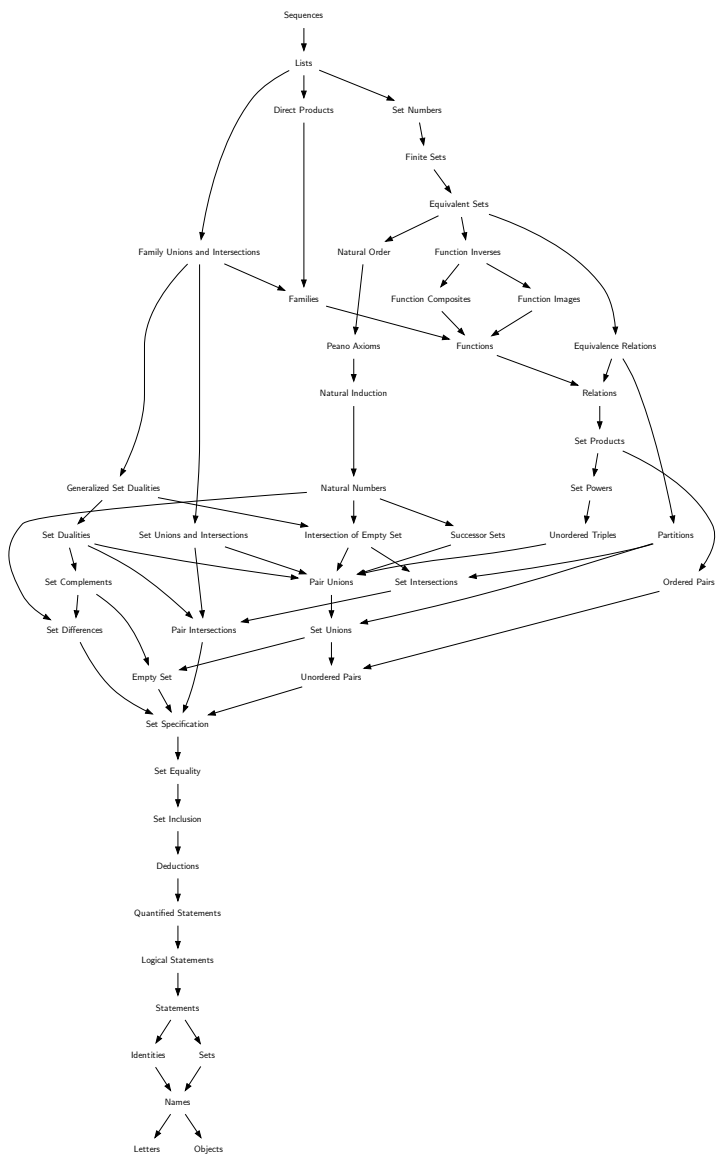 Sequences
Lists
Direct Products
Set Numbers
Finite Sets
Equivalent Sets
Family Unions and Intersections
Natural Order
Function Inverses
Families
Function Composites
Function Images
Peano Axioms
Functions
Equivalence Relations
Natural Induction
Relations
Set Products
Generalized Set Dualities
Natural Numbers
Set Powers
Set Dualities
Set Unions and Intersections
Intersection of Empty Set
Successor Sets
Unordered Triples
Partitions
Set Complements
Pair Unions
Set Intersections
Ordered Pairs
Set Differences
Pair Intersections
Set Unions
Empty Set
Unordered Pairs
Set Specification
Set Equality
Set Inclusion
Deductions
Quantified Statements
Logical Statements
Statements
Identities
Sets
Names
Letters
Objects